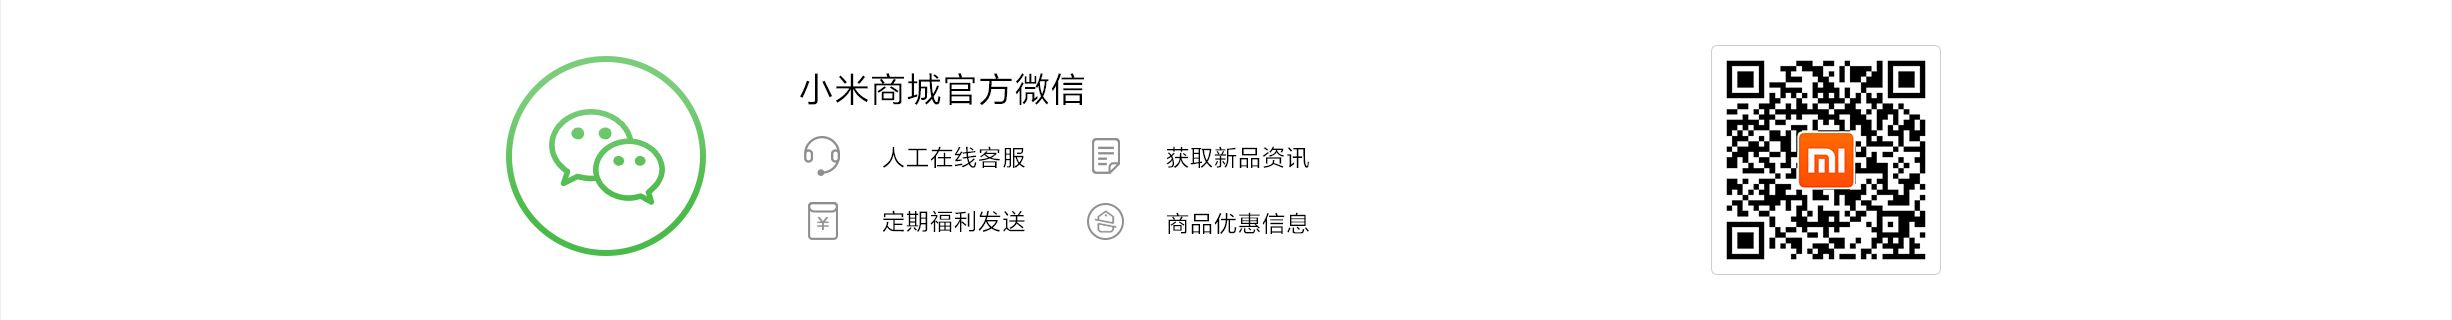 小米商城官方微信
人工在线客服
获取新品资讯
定期福利发送
商品优惠信息